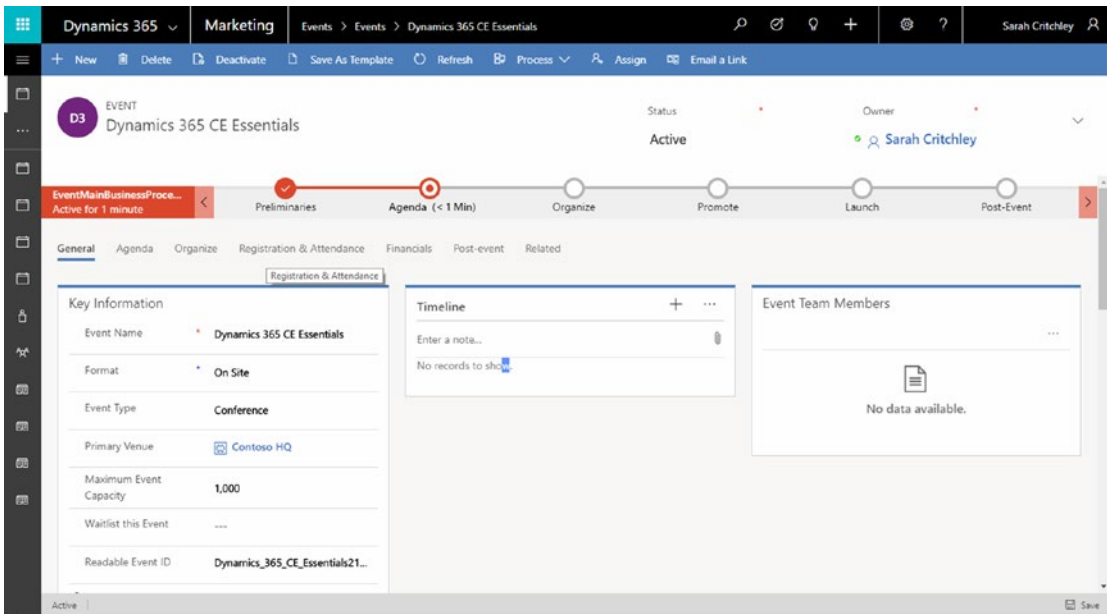 Dynamics 365 Marketing Events > Events > Dynamics 365 CE Essentials + ? Sarah Critchley
+ New Delete Deactivate Save As Template Refresh Process Assign Email a Link
D3
EVENT
Dynamics 365 CE Essentials
Status *
Active
Owner *
Sarah Critchley
EventMainBusinessProce...
Active for 1 minute
< Preliminaries Agenda (< 1 Min) Organize Promote Launch Post-Event >
General Agenda Organize Registration & Attendance Financials Post-event Related
Registration & Attendance
Key Information
Event Name * Dynamics 365 CE Essentials
Format * On Site
Event Type Conference
Primary Venue Contoso HQ
Maximum Event
Capacity 1,000
Waitlist this Event ---
Readable Event ID Dynamics_365_CE_Essentials21...
Timeline + ...
Enter a note...
No records to show.
Event Team Members
...
No data available.
Active Save